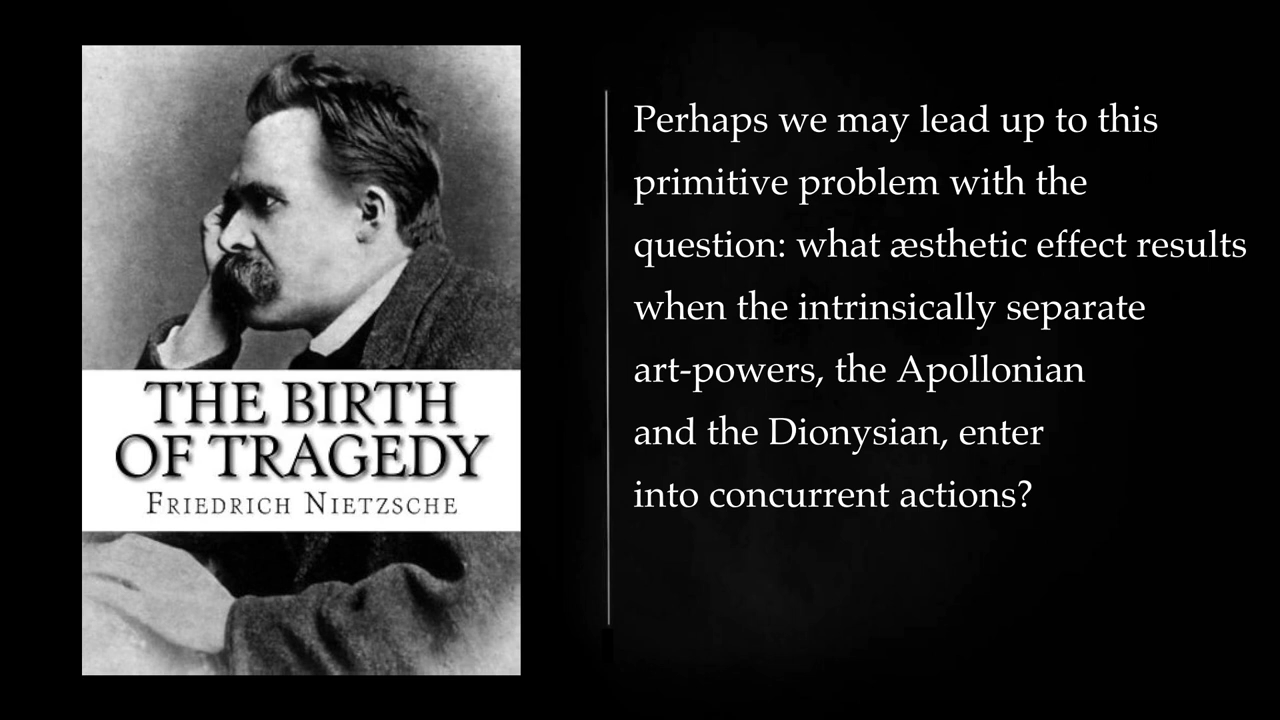 THE BIRTH
OF TRAGEDY
FRIEDRICH NIETZSCHE
Perhaps we may lead up to this
primitive problem with the
question: what æsthetic effect results
when the intrinsically separate
art-powers, the Apollonian
and the Dionysian, enter
into concurrent actions?